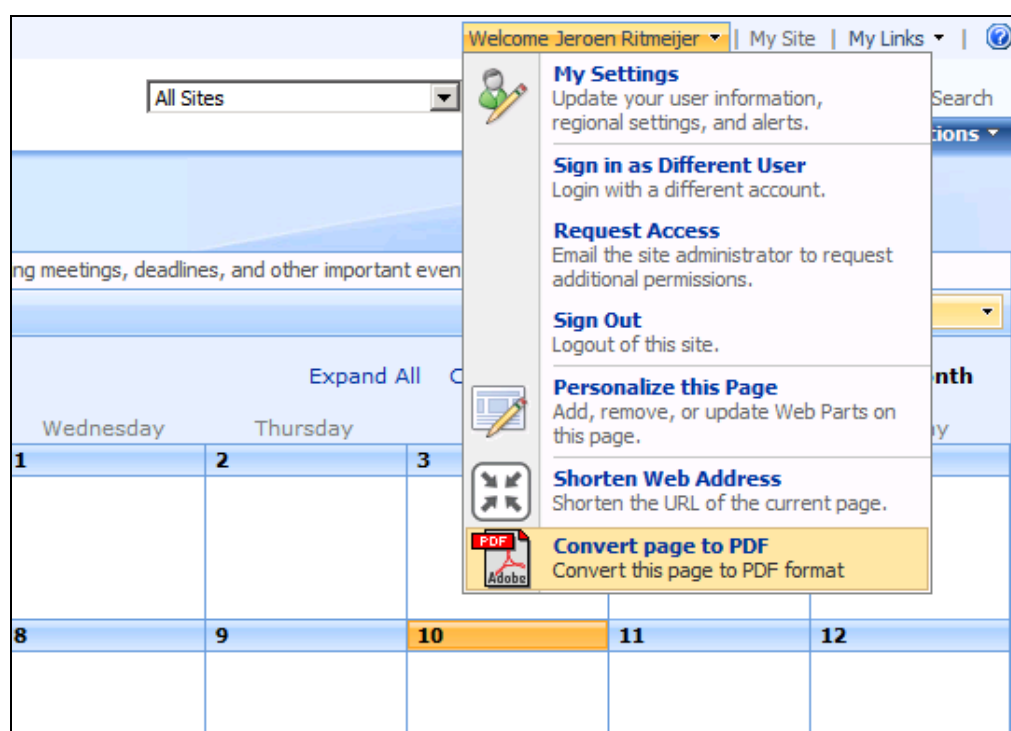 Welcome Jeroen Ritmeijer | My Site | My Links |
All Sites
Search
My Settings
Update your user information,
regional settings, and alerts.
Sign in as Different User
Login with a different account.
Request Access
Email the site administrator to request
additional permissions.
ng meetings, deadlines, and other important even
Sign Out
Logout of this site.
Expand All
Personalize this Page
Add, remove, or update Web Parts on
this page.
Wednesday Thursday
1 2 3
Shorten Web Address
Shorten the URL of the current page.
PDF
Adobe
Convert page to PDF
Convert this page to PDF format
8 9 10 11 12